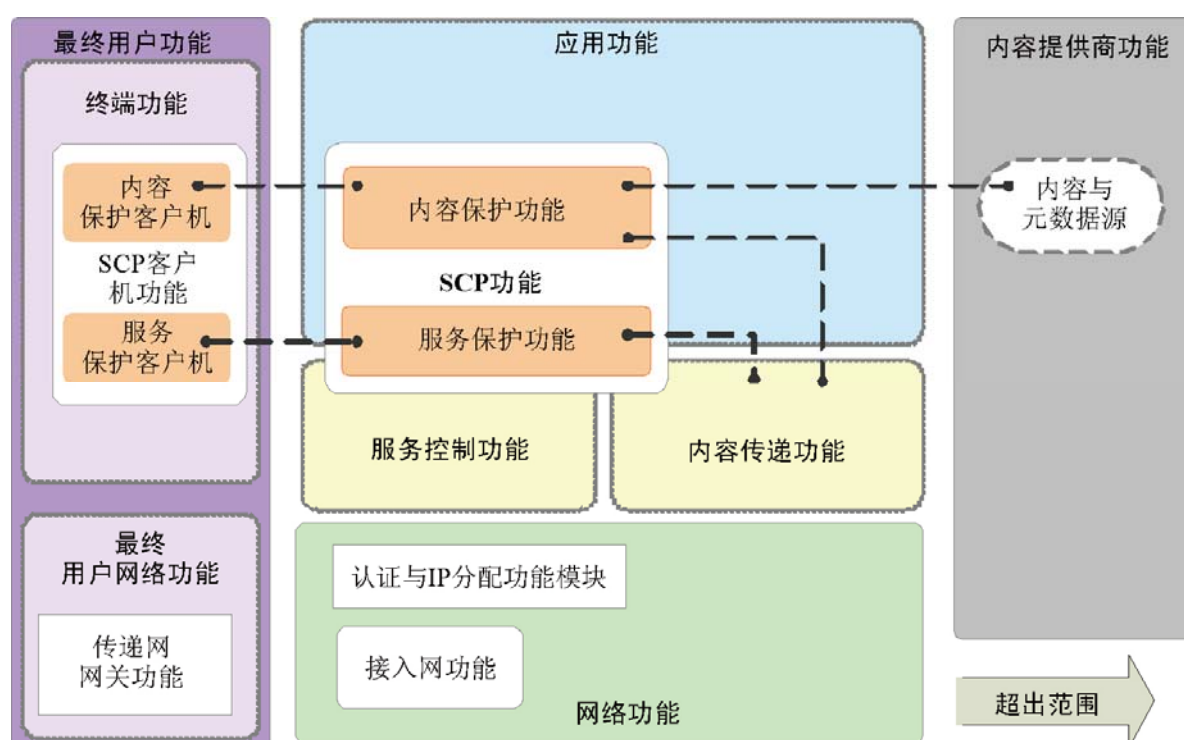 最终用户功能
终端功能
内容
保护客户机
SCP客户
机功能
服务
保护客户机
最终
用户网络功能
传递网
网关功能
应用功能
内容保护功能
SCP功能
服务保护功能
服务控制功能
内容传递功能
认证与IP分配功能模块
接入网功能
网络功能
内容提供商功能
内容与
元数据源
超出范围